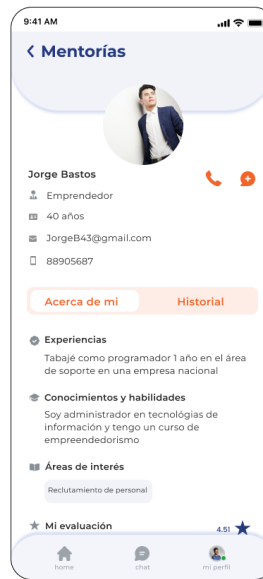 9:41 AM
Mentorías
Jorge Bastos
Emprendedor
40 años
JorgeB43@gmail.com
88905687
Acerca de mi Historial
Experiencias
Tabajé como programador 1 año en el área
de soporte en una empresa nacional
Conocimientos y habilidades
Soy administrador en tecnológias de
información y tengo un curso de
empreendedorismo
Áreas de interés
Reclutamiento de personal
Mi evaluación 4.51
home chat mi perfil